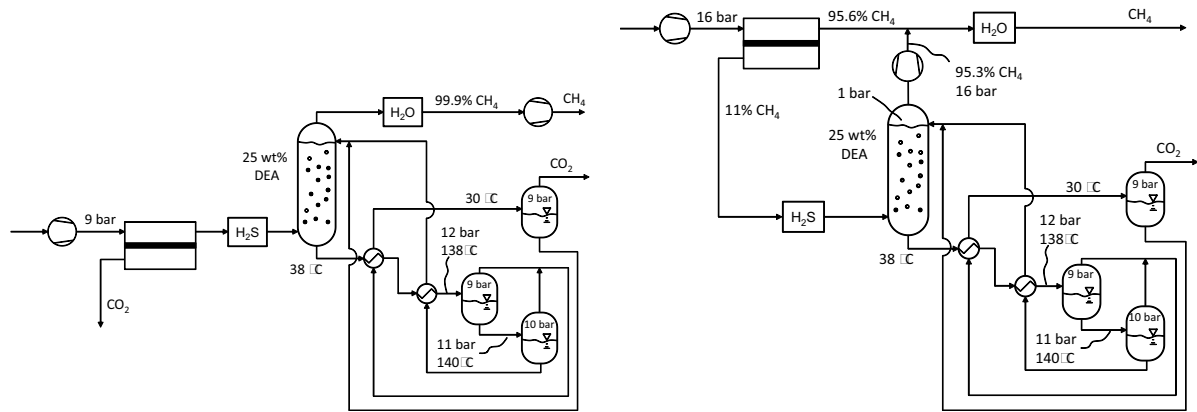 99.9% CH4
CH4
H2O
25 wt%
DEA
CO2
9 bar
30 °C
9 bar
H2S
12 bar
138°C
38 °C
9 bar
CO2
10 bar
11 bar
140°C
16 bar
95.6% CH4
CH4
H2O
95.3% CH4
16 bar
1 bar
11% CH4
25 wt%
DEA
CO2
9 bar
30 °C
H2S
12 bar
138°C
38 °C
9 bar
10 bar
11 bar
140°C